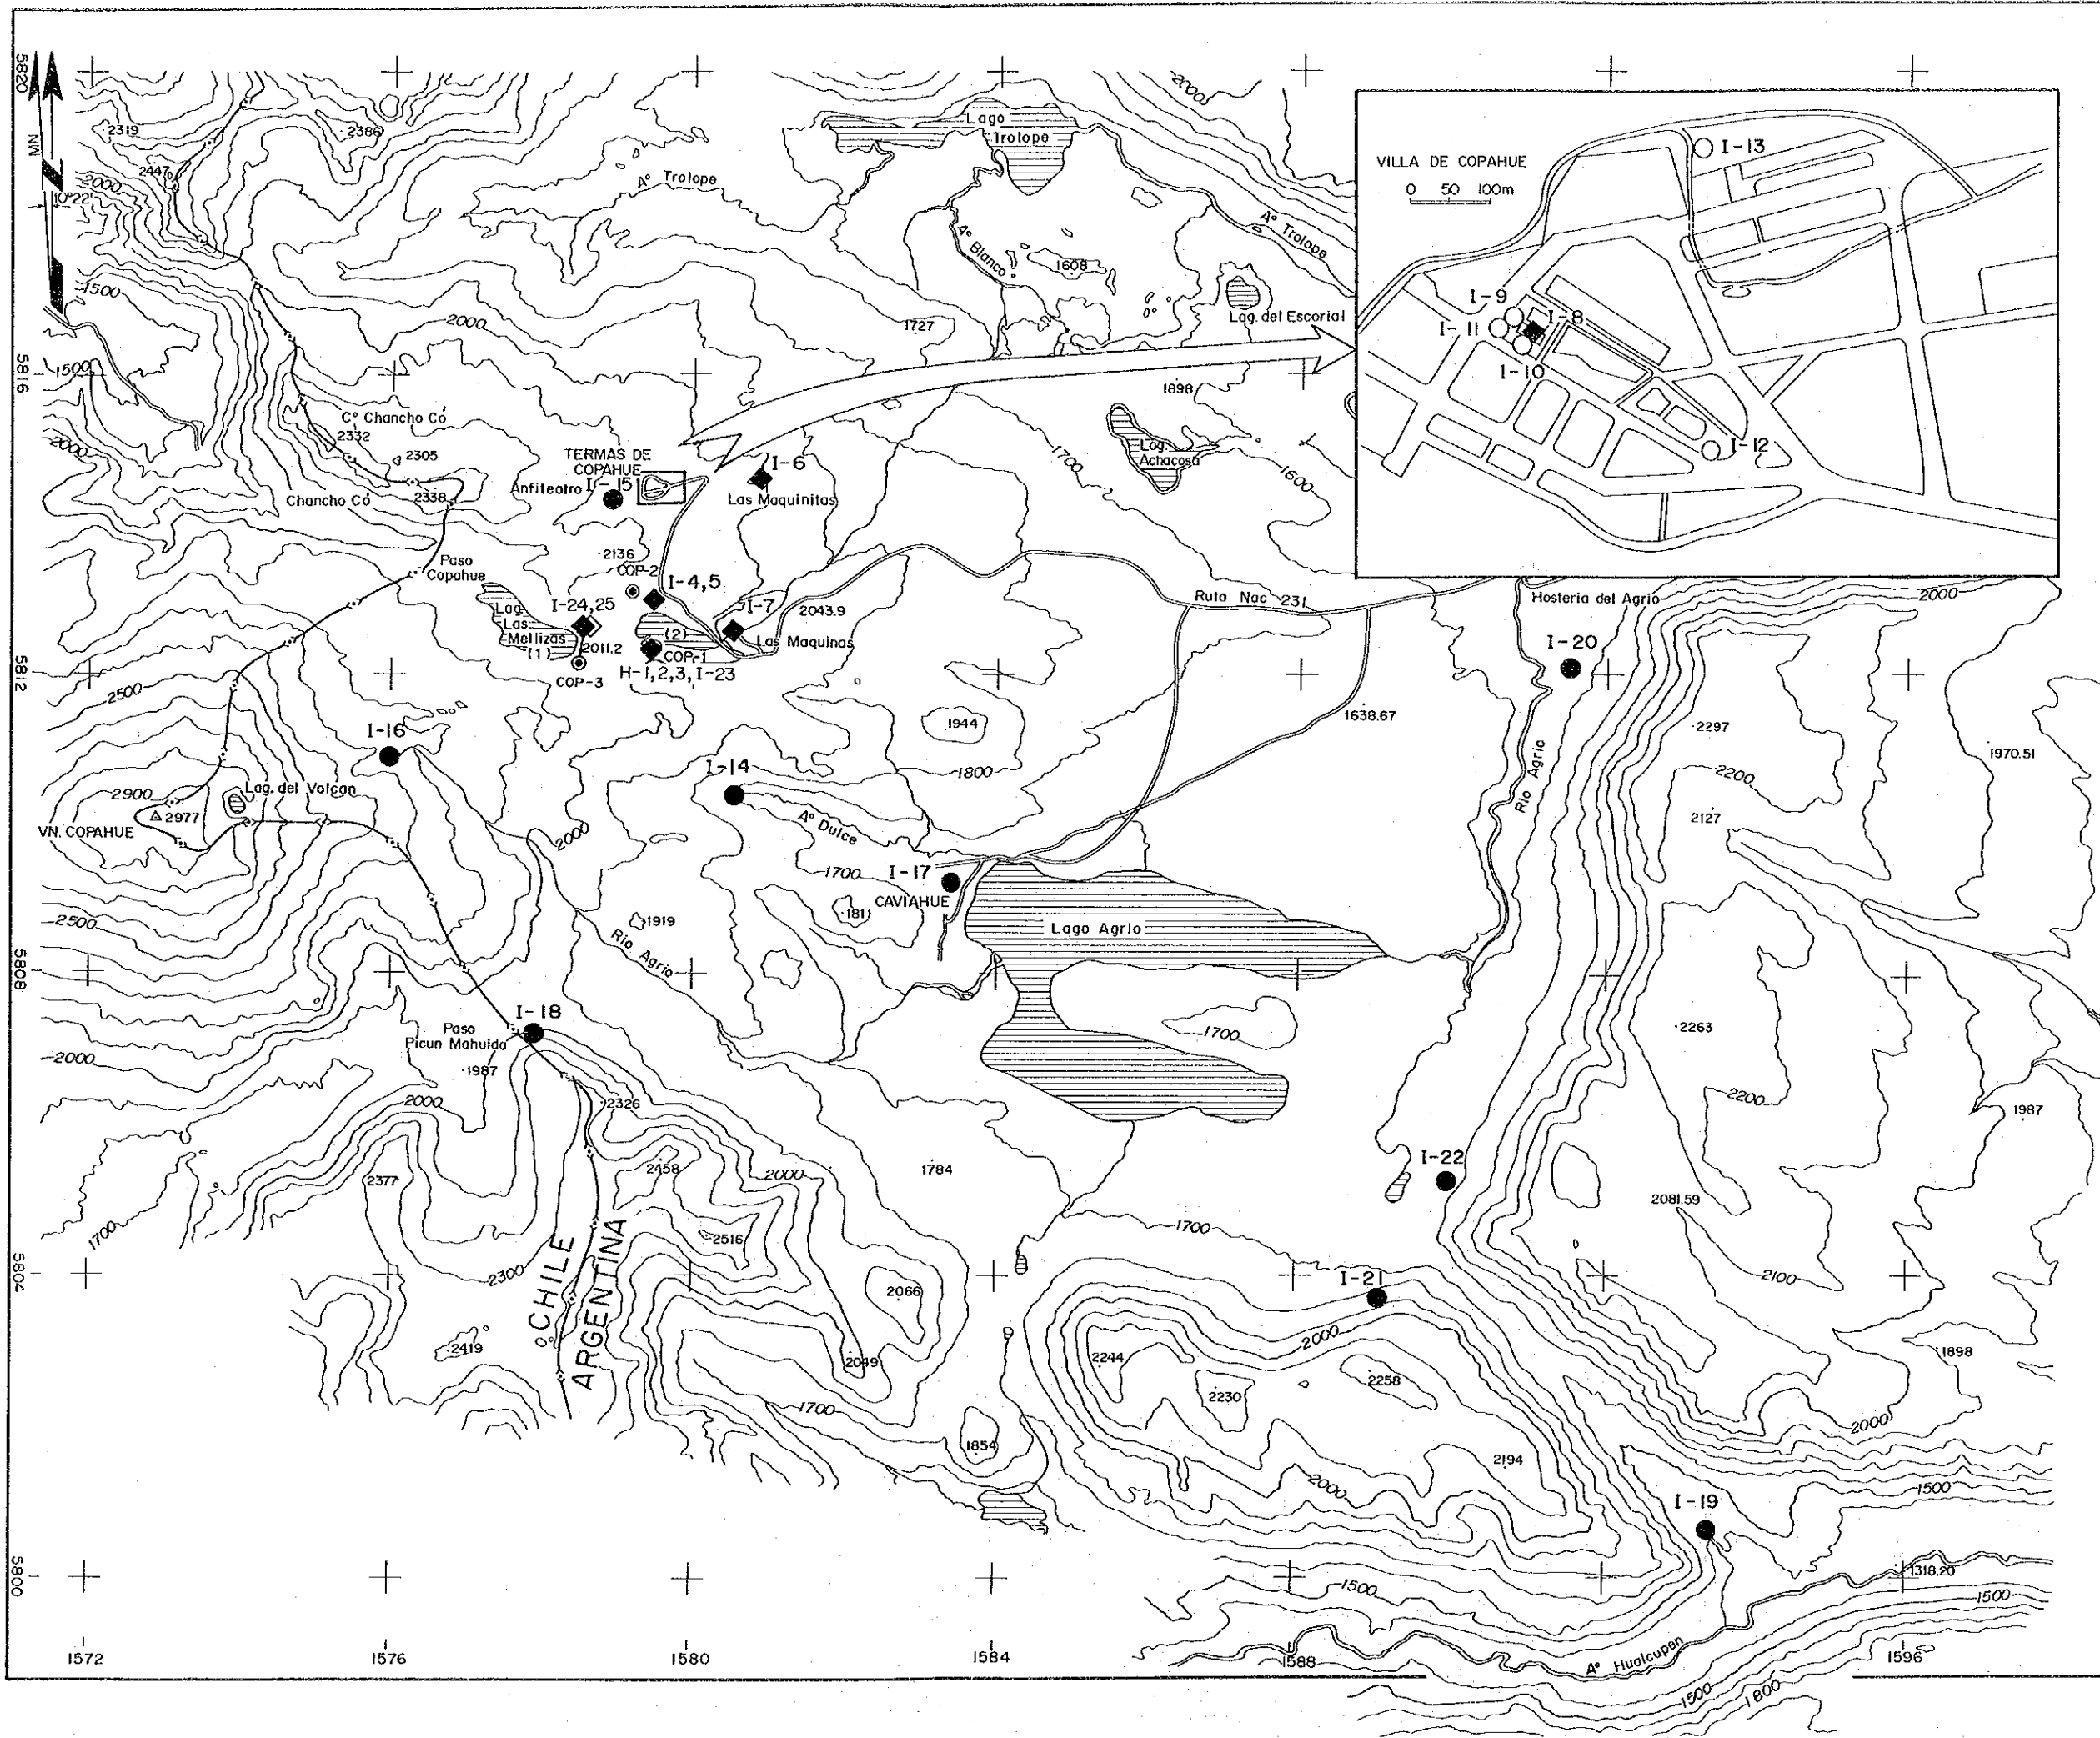 5820
NM
10°22'
2319
2386
2447
2000
1500
1500
2000
Aº Trolope
Lago
Trolope
2000
Aº Blanco
1608
Aº Trolope
Lag. del Escorial
1727
2000
1898
5816
Cº Chancho Có
2332
2305
2338
Chancho Có
TERMAS DE
COPAHUE
Anfiteatro
I-15
I-6
Las Maquinitas
1700
Lag.
Achacosa
1600
VILLA DE COPAHUE
0 50 100m
I-13
I-9
I-8
I-11
I-10
I-12
Paso
Copahue
2136
COP-2
I-4,5
I-24,25
I-7
2043.9
Lag.
Las
Mellizas
(1)
(2)
2011.2
Las Maquinas
COP-1
COP-3
H-1,2,3, I-23
Ruta Nac 231
Hosteria del Agrio
2000
I-20
5812
2500
I-16
1944
1638.67
2297
1970.51
I-14
1800
2200
2900
Lag. del Volcan
2977
VN. COPAHUE
2000
Aº Dulce
Rio Agrio
2127
1700
I-17
CAVIAHUE
1811
1919
2500
Rio Agrio
Lago Agrio
5808
I-18
Paso
Picun Mahuida
1987
1700
2263
2000
2000
2326
2200
1987
2377
2458
2000
1784
I-22
2081.59
1700
2516
1700
5804
2300
CHILE
ARGENTINA
2066
I-21
2100
2419
2049
2244
2000
2258
2230
1898
1700
1854
2000
2194
2000
1500
I-19
5800
1500
1318.20
1500
1572
1576
1580
1584
1588
Aº Hualcupen
1596
1500
1800